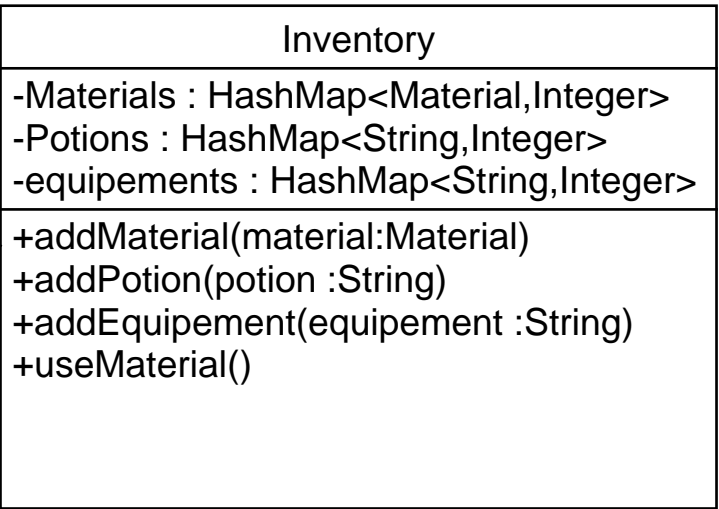 Inventory
-Materials : HashMap<Material,Integer>
-Potions : HashMap<String,Integer>
-equipements : HashMap<String,Integer>
+addMaterial(material:Material)
+addPotion(potion :String)
+addEquipement(equipement :String)
+useMaterial()